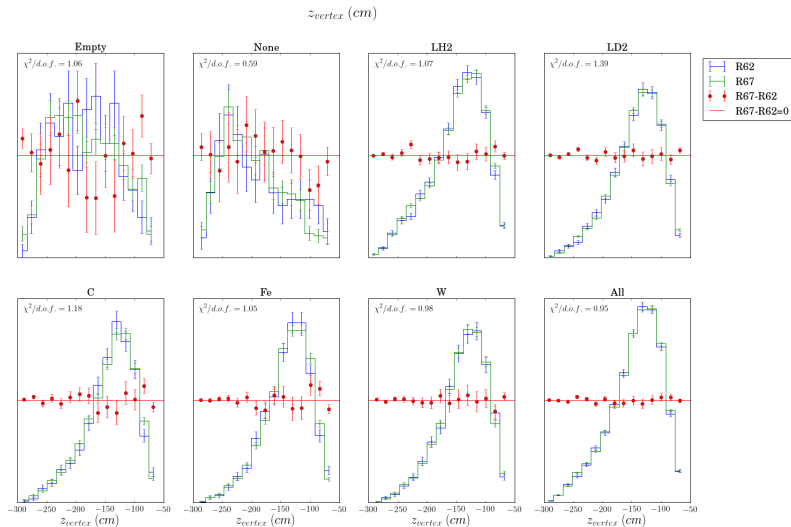 z_vertex (cm)
Empty
None
LH2
LD2
χ²/d.o.f. = 1.06
χ²/d.o.f. = 0.59
χ²/d.o.f. = 1.07
χ²/d.o.f. = 1.39
R62
R67
R67-R62
R67-R62=0
C
Fe
W
All
χ²/d.o.f. = 1.18
χ²/d.o.f. = 1.05
χ²/d.o.f. = 0.98
χ²/d.o.f. = 0.95
−300 −250 −200 −150 −100 −50
−300 −250 −200 −150 −100 −50
−300 −250 −200 −150 −100 −50
−300 −250 −200 −150 −100 −50
z_vertex (cm)
z_vertex (cm)
z_vertex (cm)
z_vertex (cm)